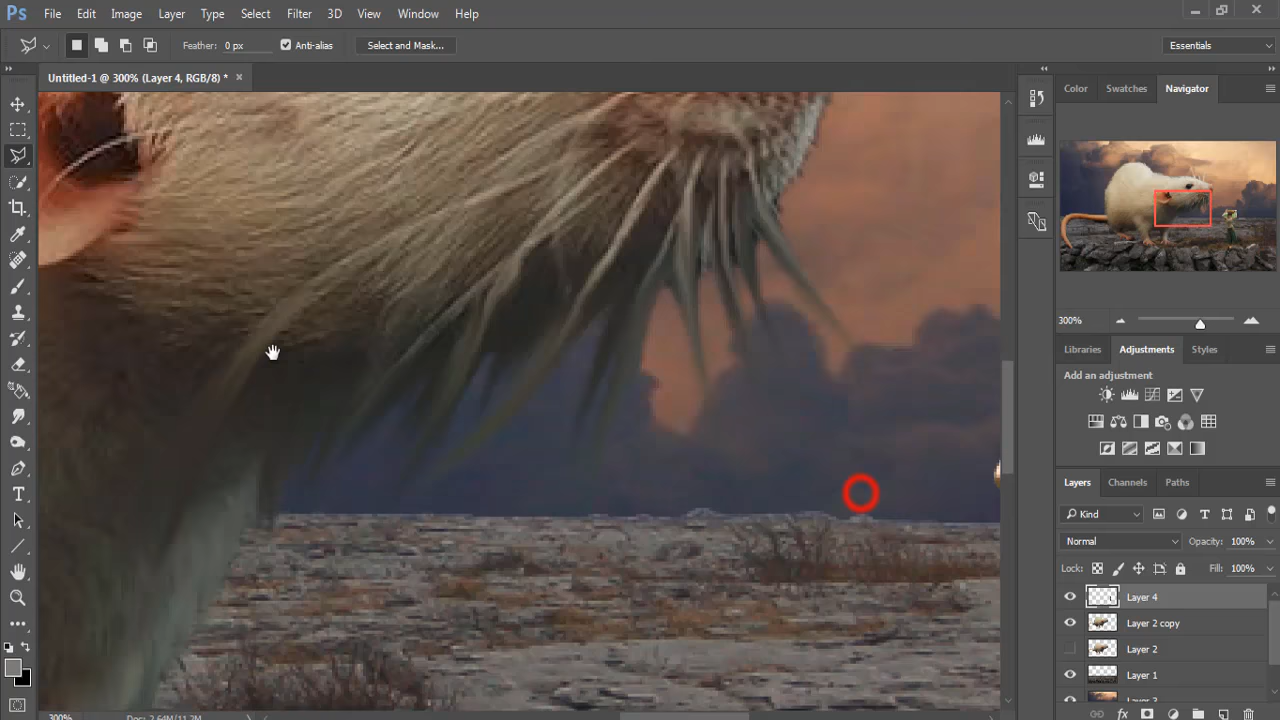 Ps File Edit Image Layer Type Select Filter 3D View Window Help
Feather: 0 px Anti-alias Select and Mask... Essentials
Untitled-1 @ 300% (Layer 4, RGB/8) * ×
Color Swatches Navigator
300%
Libraries Adjustments Styles
Add an adjustment
Layers Channels Paths
Kind
Normal Opacity: 100%
Lock: Fill: 100%
Layer 4
Layer 2 copy
Layer 2
Layer 1
300%